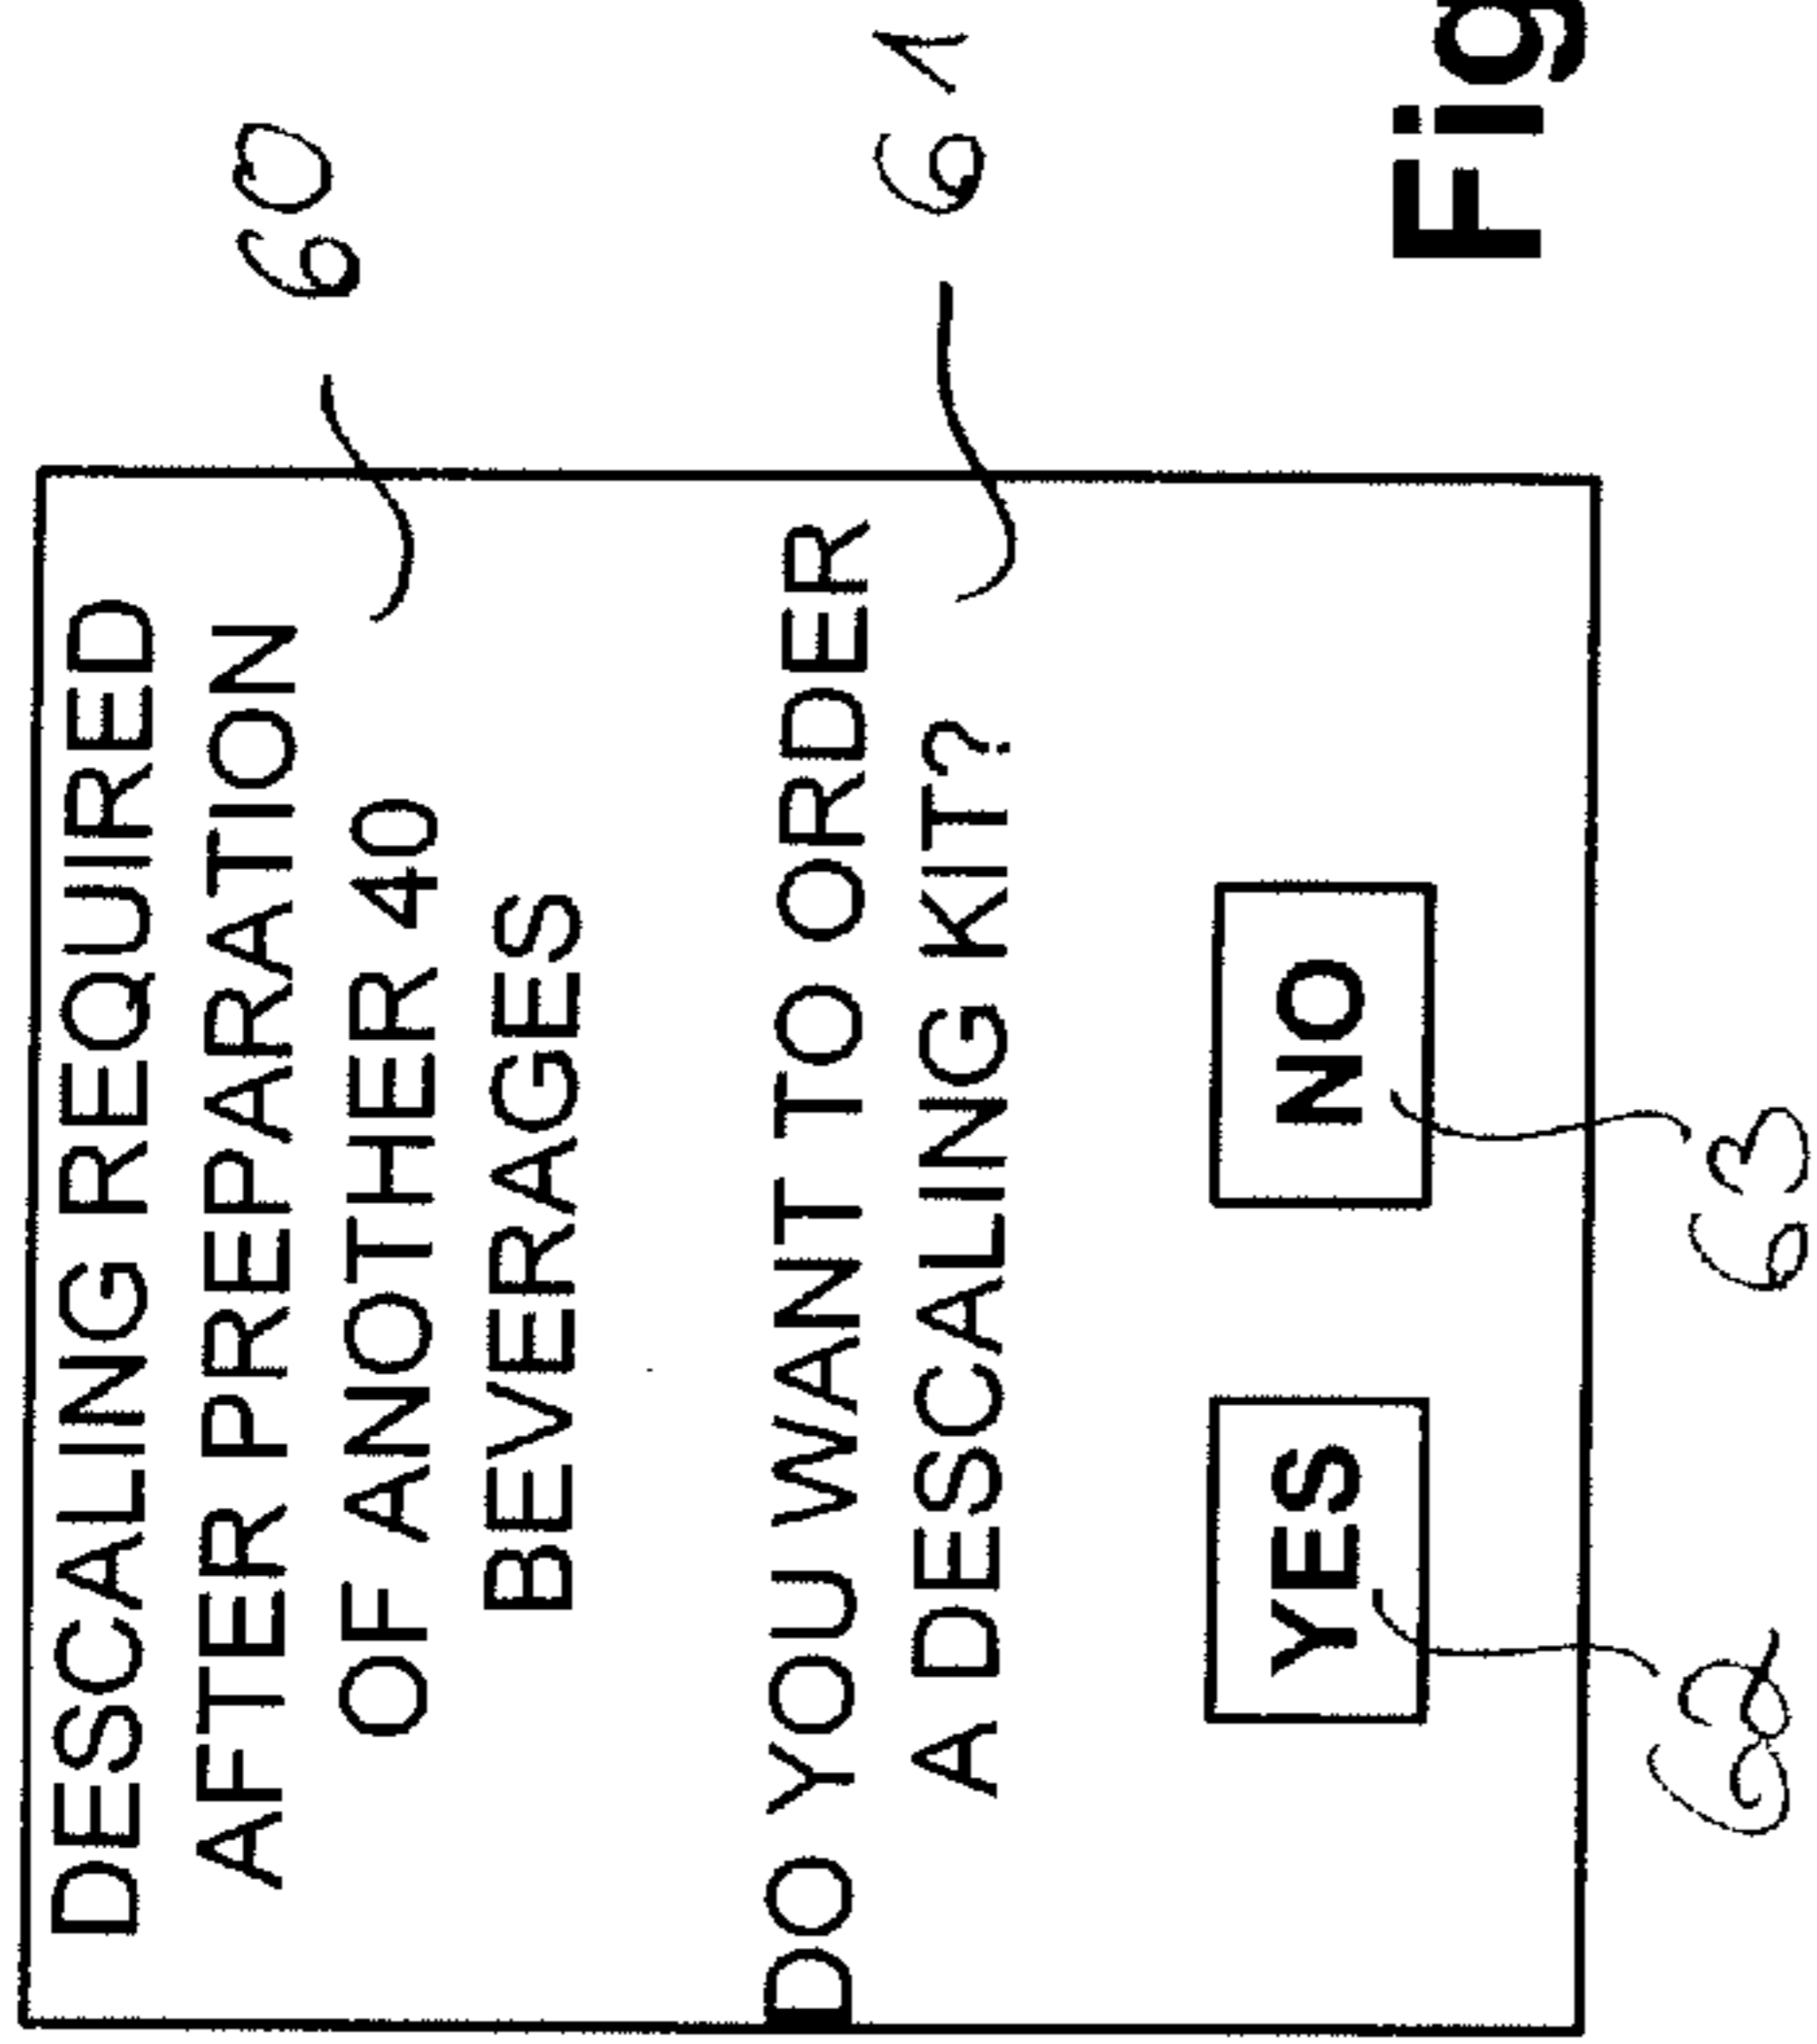 DESCALING REQUIRED
AFTER PREPARATION
OF ANOTHER 40
BEVERAGES
60
DO YOU WANT TO ORDER
A DESCALING KIT?
61
YES
NO
62
63
Fig